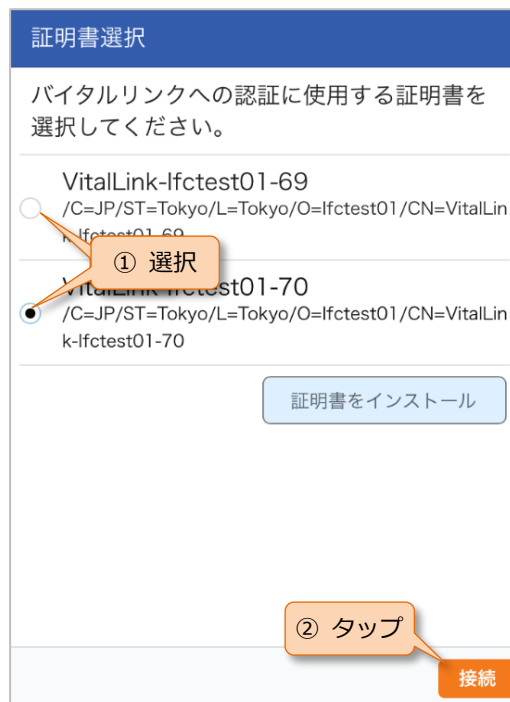 証明書選択
バイタルリンクへの認証に使用する証明書を
選択してください。
VitalLink-lfctest01-69
/C=JP/ST=Tokyo/L=Tokyo/O=lfctest01/CN=VitalLin
k-lfctest01-69
① 選択
VitalLink-lfctest01-70
/C=JP/ST=Tokyo/L=Tokyo/O=lfctest01/CN=VitalLin
k-lfctest01-70
証明書をインストール
② タップ
接続